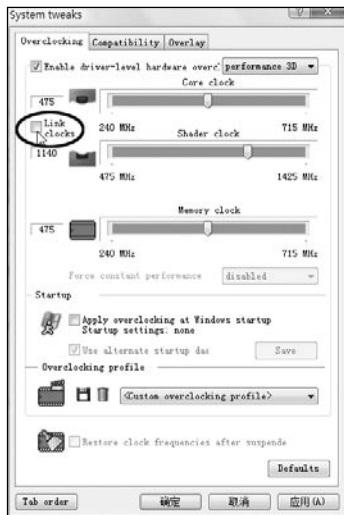 System tweaks
Overclocking Compatibility Overlay
Enable driver-level hardware overc performance 3D
Core clock
475
240 MHz 715 MHz
Link clocks
Shader clock
1140
475 MHz 1425 MHz
Memory clock
475
240 MHz 715 MHz
Force constant performance disabled
Startup
Apply overclocking at Windows startup
Startup settings: none
Use alternate startup das Save
Overclocking profile
<Custom overclocking profile>
Restore clock frequencies after suspende
Defaults
Tab order 确定 取消 应用(A)